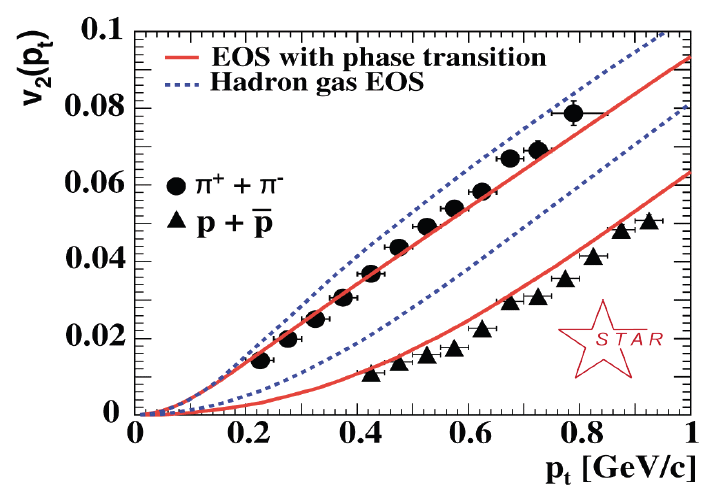 v₂(pₜ)
0.1
0.08
0.06
0.04
0.02
0
EOS with phase transition
Hadron gas EOS
π⁺ + π⁻
p + p̅
STAR
0 0.2 0.4 0.6 0.8 1
pₜ [GeV/c]